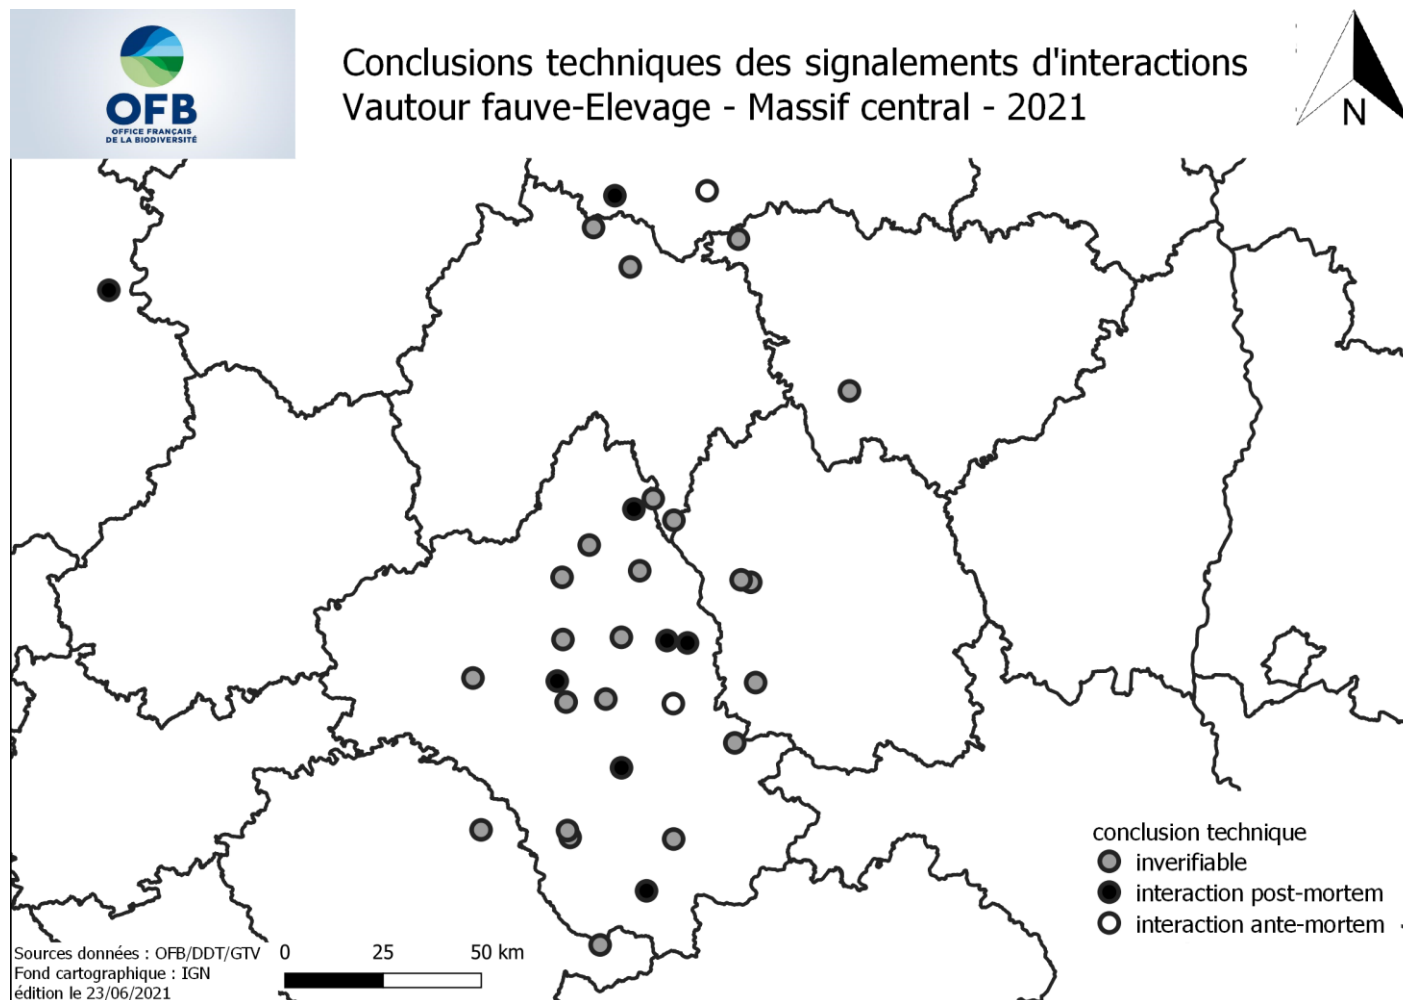 OFB
OFFICE FRANÇAIS
DE LA BIODIVERSITÉ
Conclusions techniques des signalements d'interactions
Vautour fauve-Elevage - Massif central - 2021
N
conclusion technique
inverifiable
interaction post-mortem
interaction ante-mortem
Sources données : OFB/DDT/GTV
Fond cartographique : IGN
édition le 23/06/2021
0 25 50 km